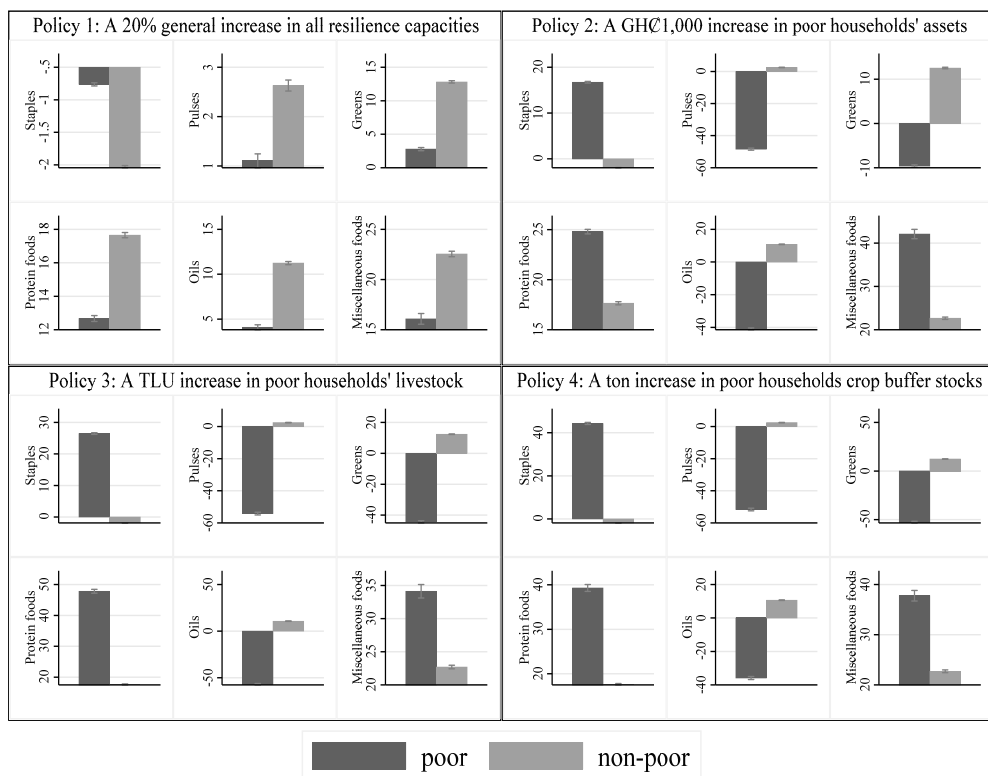 Policy 1: A 20% general increase in all resilience capacities
Staples
-.5
-1
-1.5
-2
Pulses
3
2
1
Greens
15
10
5
0
Protein foods
18
16
14
12
Oils
15
10
5
Miscellaneous foods
25
20
15
Policy 2: A GH₵1,000 increase in poor households' assets
Staples
20
10
0
Pulses
0
-20
-40
-60
Greens
10
0
-10
Protein foods
25
20
15
Oils
20
0
-20
-40
Miscellaneous foods
40
30
20
Policy 3: A TLU increase in poor households' livestock
Staples
30
20
10
0
Pulses
0
-20
-40
-60
Greens
20
0
-20
-40
Protein foods
50
40
30
20
Oils
50
0
-50
Miscellaneous foods
35
30
25
20
Policy 4: A ton increase in poor households crop buffer stocks
Staples
40
20
0
Pulses
0
-20
-40
-60
Greens
50
0
-50
Protein foods
40
30
20
Oils
20
0
-20
-40
Miscellaneous foods
40
30
20
poor
non-poor